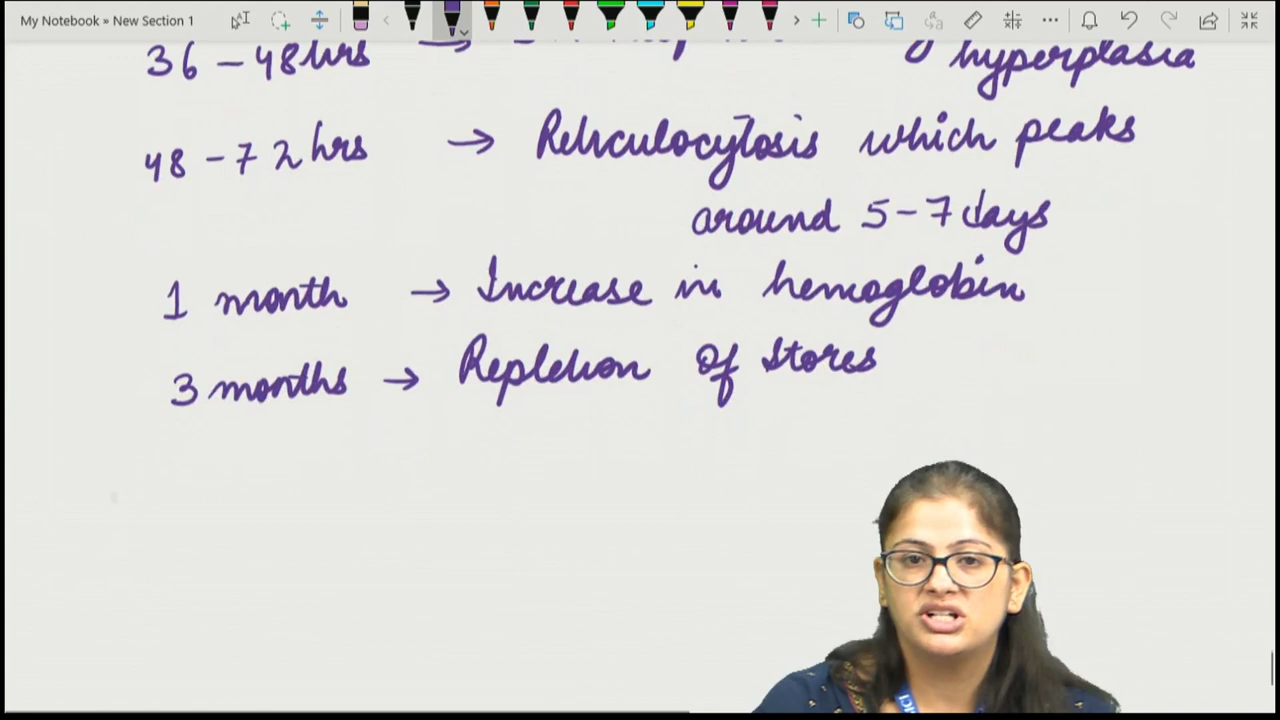 My Notebook » New Section 1
36 – 48 hrs → hyperplasia
48 – 72 hrs → Reticulocytosis which peaks
around 5 – 7 days
1 month → Increase in hemoglobin
3 months → Repletion of stores